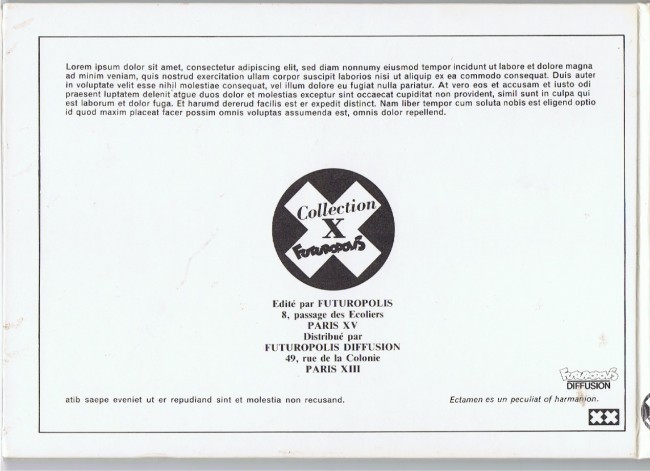 Lorem ipsum dolor sit amet, consectetur adipiscing elit, sed diam nonnumy eiusmod tempor incidunt ut labore et dolore magna
ad minim veniam, quis nostrud exercitation ullam corpor suscipit laborios nisi ut aliquip ex ea commodo consequat. Duis auter
in voluptate velit esse nihil molestiae consequat, vel illum dolore eu fugiat nulla pariatur. At vero eos et accusam et iusto odi
praesent luptatem delenit atgue duos dolor et molestias exceptur sint occaecat cupiditat non provident, simil sunt in culpa qui
est laborum et dolor fuga. Et harumd dererud facilis est er expedit distinct. Nam liber tempor cum soluta nobis est eligend optio
id quod maxim placeat facer possim omnis voluptas assumenda est, omnis dolor repellend.
Collection
X
FUTUROPOLIS
Edité par FUTUROPOLIS
8, passage des Ecoliers
PARIS XV
Distribué par
FUTUROPOLIS DIFFUSION
49, rue de la Colonie
PARIS XIII
FUTUROPOLIS
DIFFUSION
atib saepe eveniet ut er repudiand sint et molestia non recusand.
Ectamen es un peculiat of harmanion.
XX